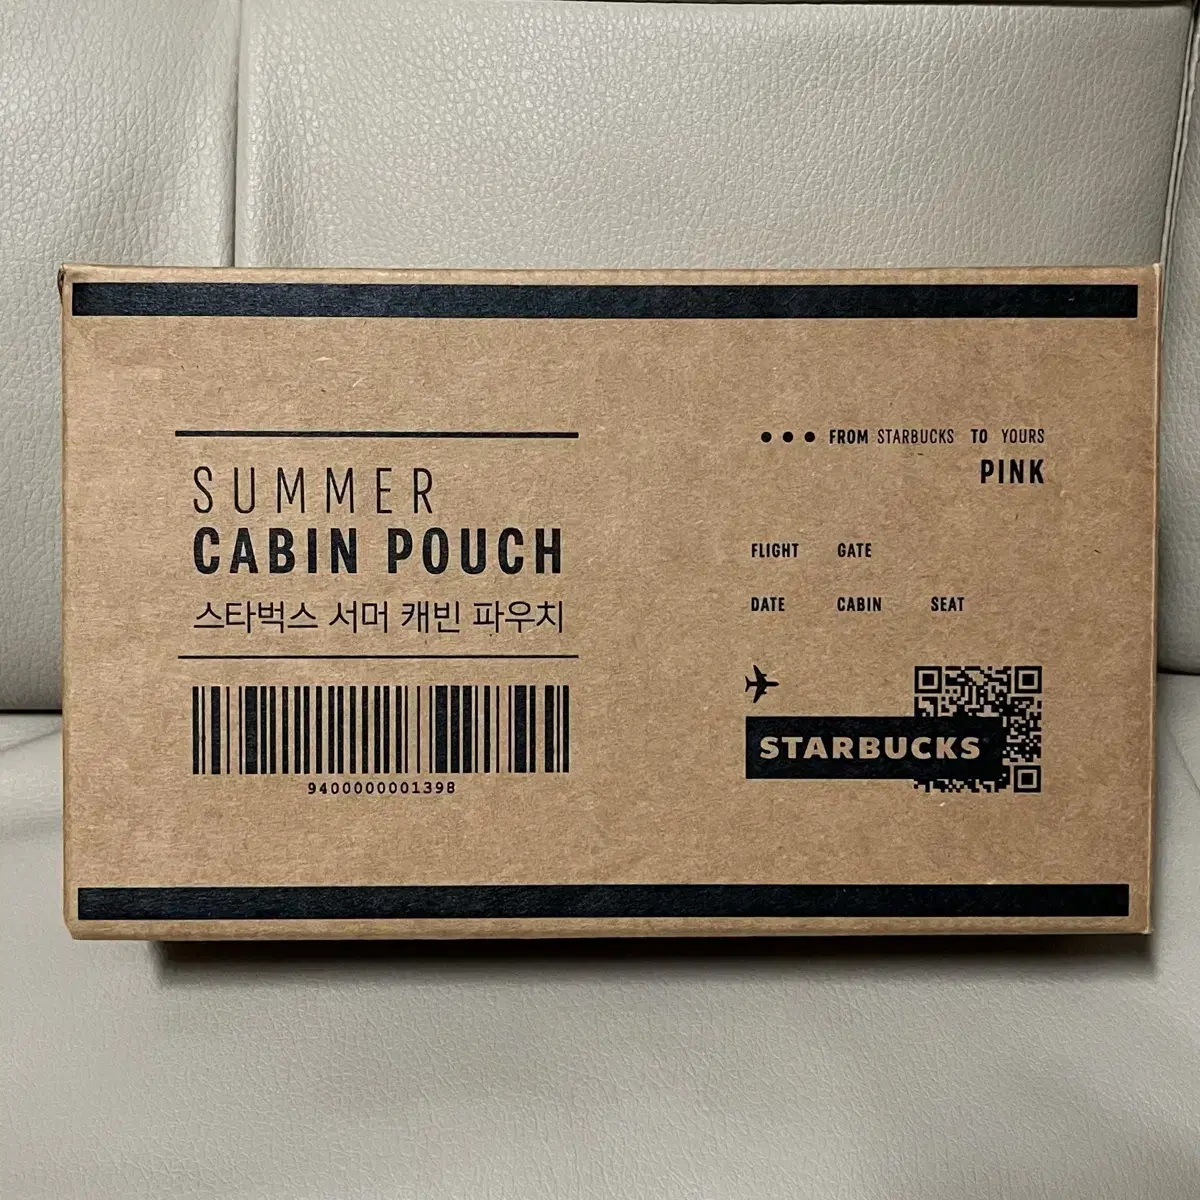 SUMMER
CABIN POUCH
스타벅스 서머 캐빈 파우치
9400000001398
FROM STARBUCKS TO YOURS
PINK
FLIGHT GATE
DATE CABIN SEAT
STARBUCKS